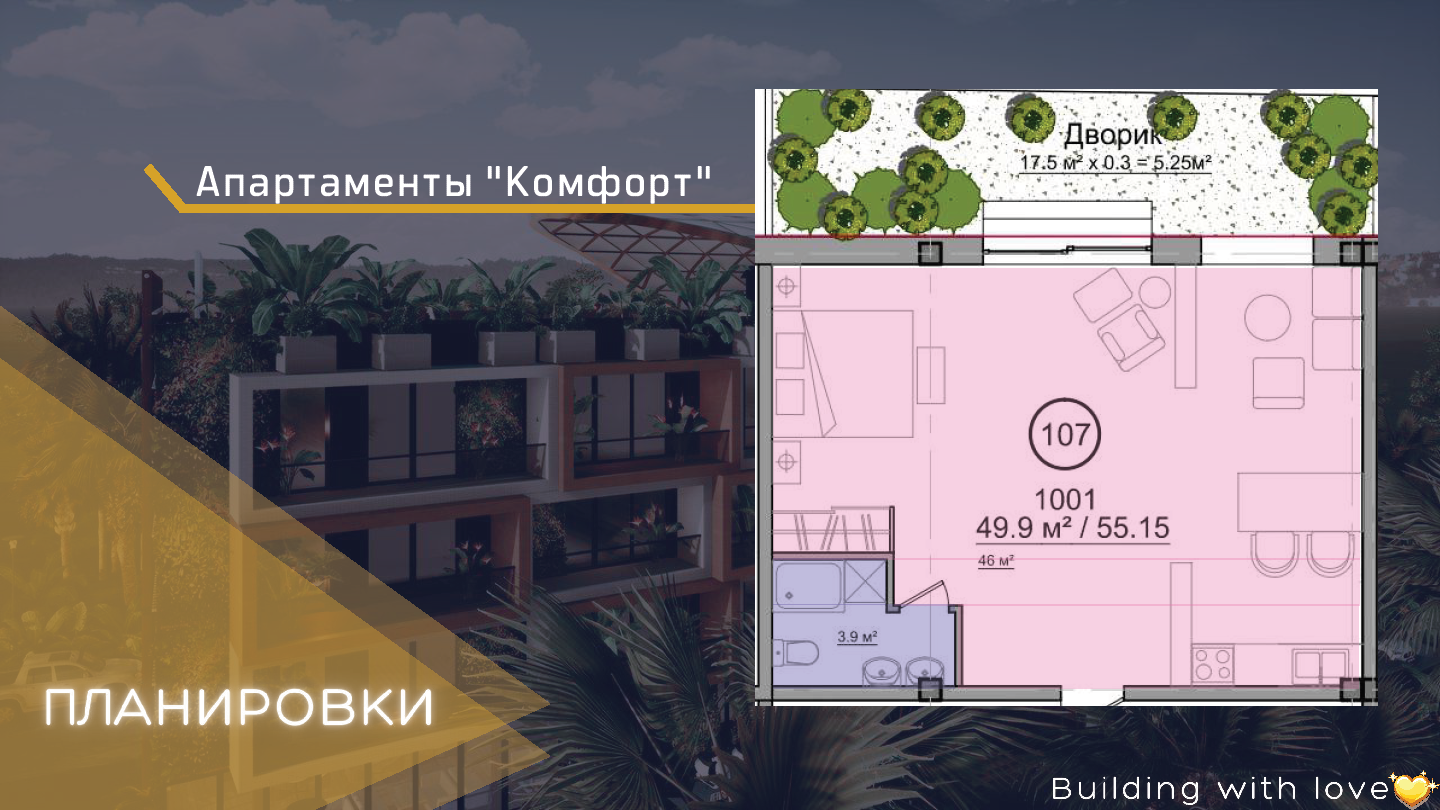 Апартаменты "Комфорт"
Дворик
17.5 м² x 0.3 = 5.25м²
107
1001
49.9 м² / 55.15
46 м²
3.9 м²
ПЛАНИРОВКИ
Building with love